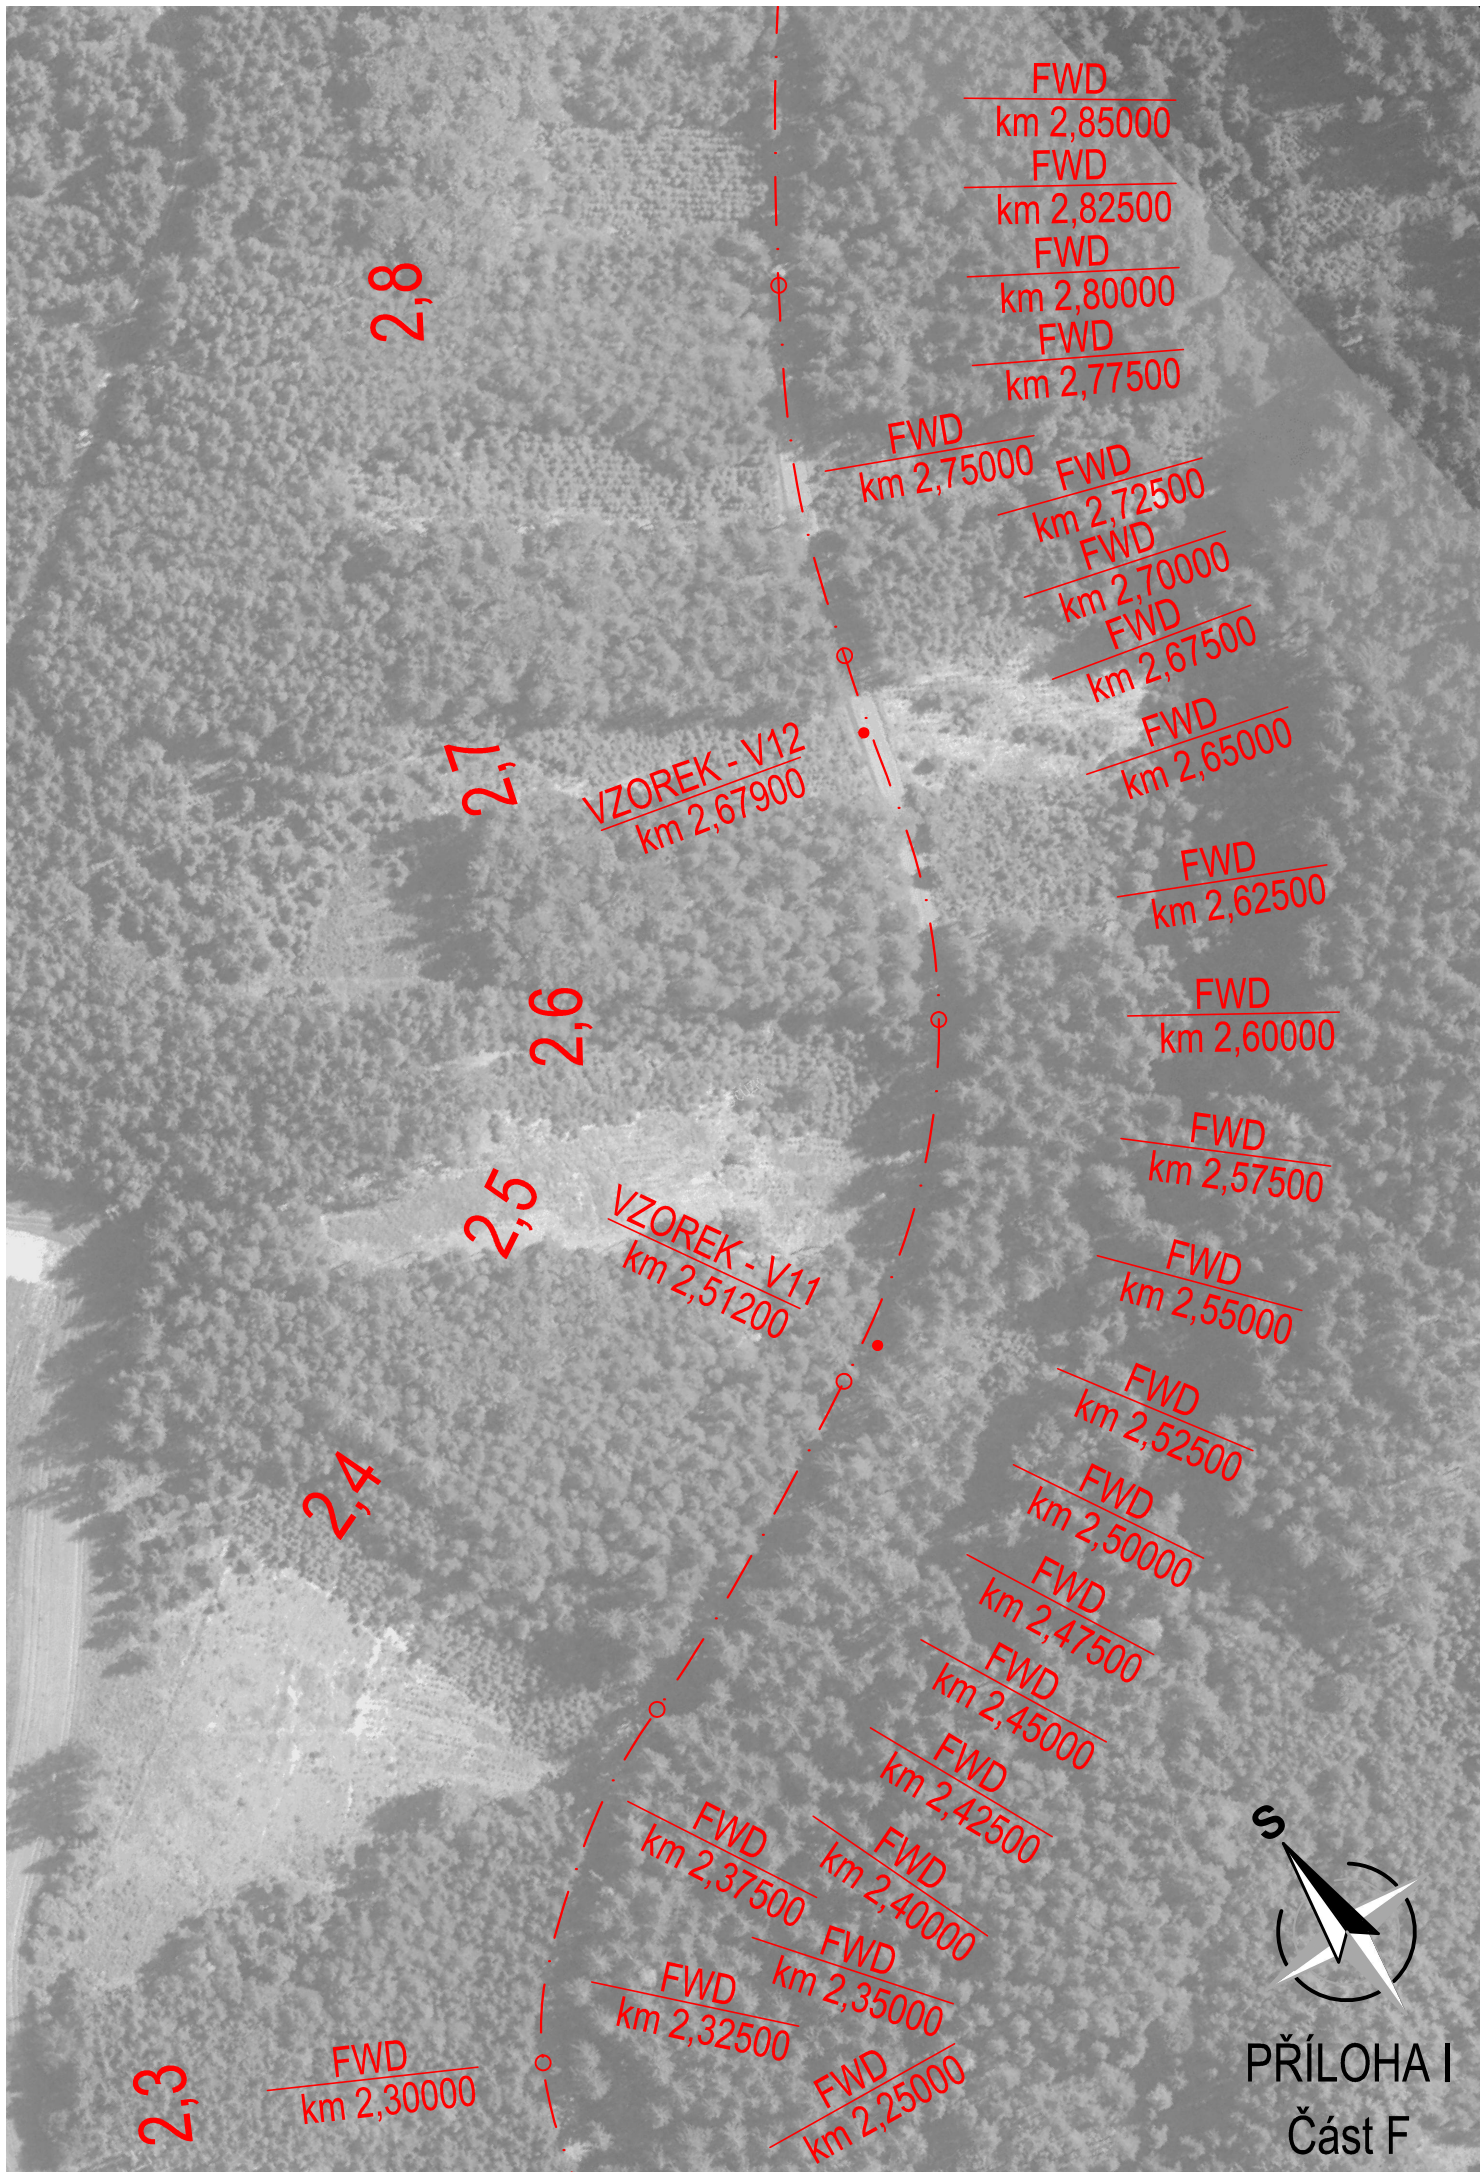 FWD
km 2,85000
FWD
km 2,82500
FWD
km 2,80000
2,8
FWD
km 2,77500
FWD
km 2,75000
FWD
km 2,72500
FWD
km 2,70000
FWD
km 2,67500
FWD
km 2,65000
2,7
VZOREK - V12
km 2,67900
FWD
km 2,62500
2,6
FWD
km 2,60000
FWD
km 2,57500
2,5
VZOREK - V11
km 2,51200
FWD
km 2,55000
FWD
km 2,52500
2,4
FWD
km 2,50000
FWD
km 2,47500
FWD
km 2,45000
FWD
km 2,42500
FWD
km 2,37500
FWD
km 2,40000
FWD
km 2,35000
FWD
km 2,32500
2,3
FWD
km 2,30000
FWD
km 2,25000
S
PŘÍLOHA I
Část F